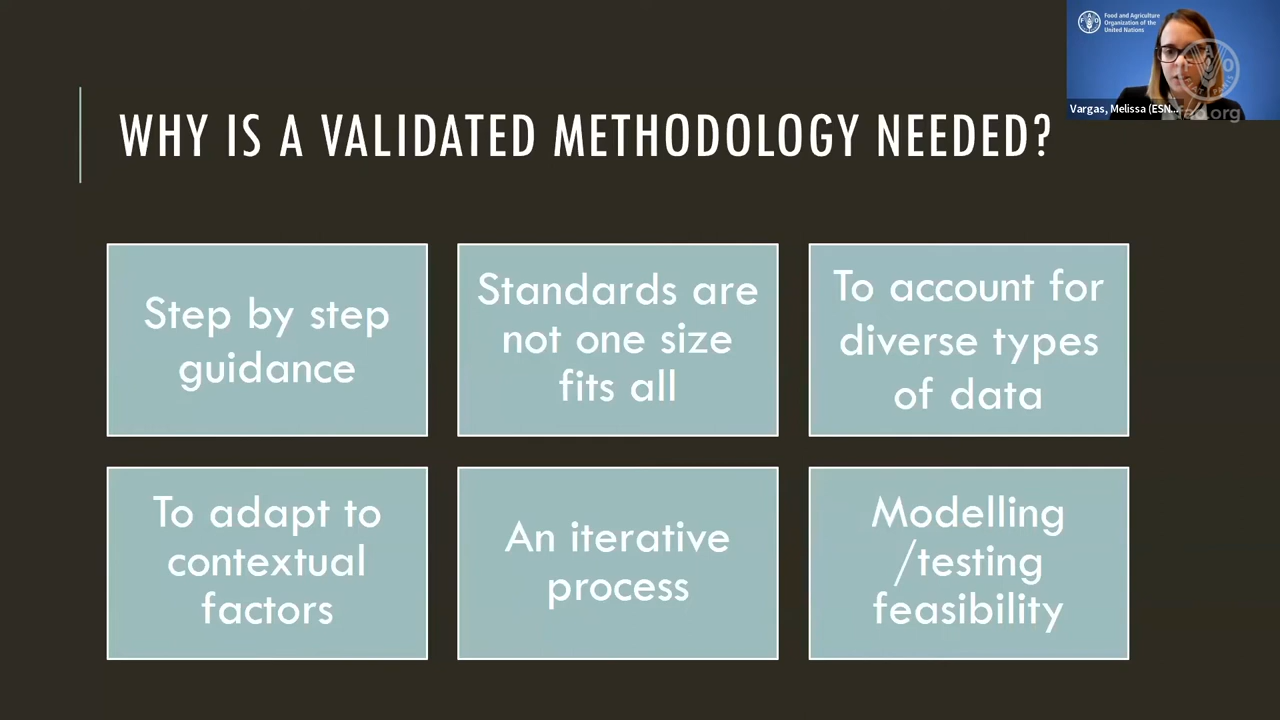 Food and Agriculture
Organization of the
United Nations
Vargas, Melissa (ESN...
fao.org
WHY IS A VALIDATED METHODOLOGY NEEDED?
Step by step
guidance
Standards are
not one size
fits all
To account for
diverse types
of data
To adapt to
contextual
factors
An iterative
process
Modelling
/testing
feasibility